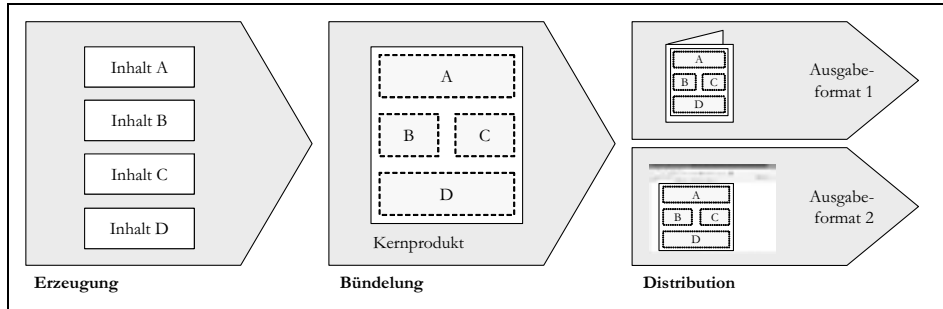 Inhalt A
Inhalt B
Inhalt C
Inhalt D
Erzeugung
A
B C
D
Kernprodukt
Bündelung
A
B C
D
Ausgabe-
format 1
A
B C
D
Ausgabe-
format 2
Distribution